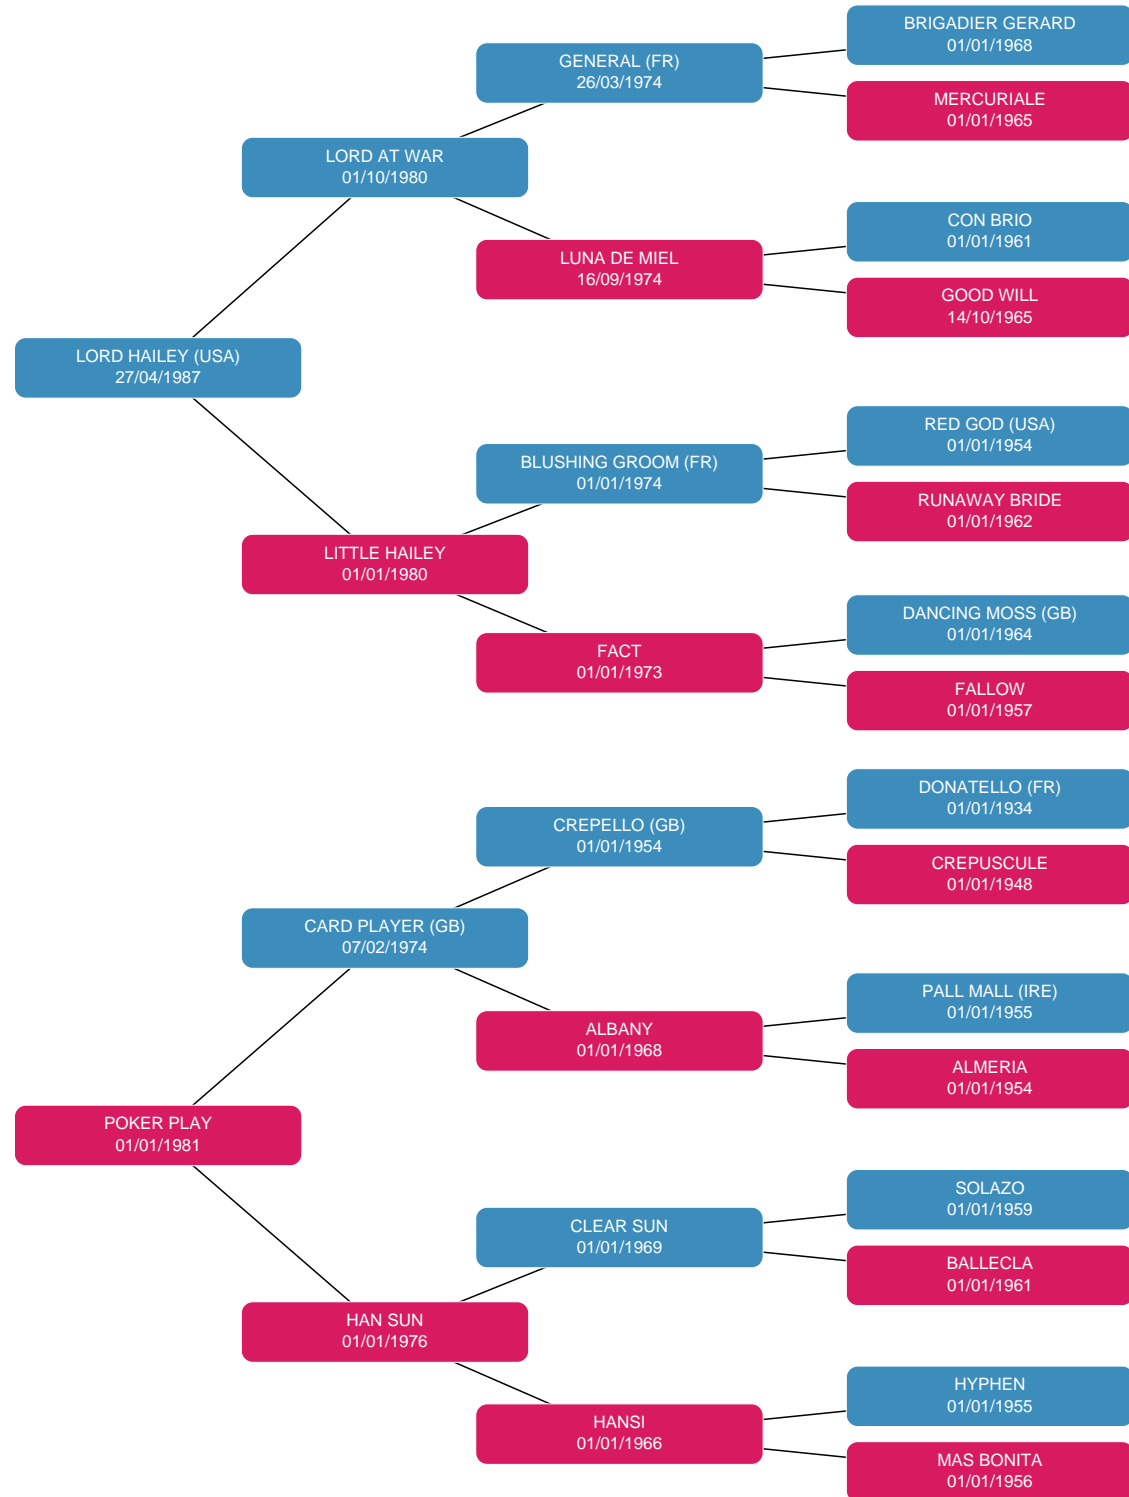 BRIGADIER GERARD
01/01/1968
GENERAL (FR)
26/03/1974
MERCURIALE
01/01/1965
LORD AT WAR
01/10/1980
CON BRIO
01/01/1961
LUNA DE MIEL
16/09/1974
GOOD WILL
14/10/1965
LORD HAILEY (USA)
27/04/1987
RED GOD (USA)
01/01/1954
BLUSHING GROOM (FR)
01/01/1974
RUNAWAY BRIDE
01/01/1962
LITTLE HAILEY
01/01/1980
DANCING MOSS (GB)
01/01/1964
FACT
01/01/1973
FALLOW
01/01/1957
DONATELLO (FR)
01/01/1934
CREPELLO (GB)
01/01/1954
CREPUSCULE
01/01/1948
CARD PLAYER (GB)
07/02/1974
PALL MALL (IRE)
01/01/1955
ALBANY
01/01/1968
ALMERIA
01/01/1954
POKER PLAY
01/01/1981
SOLAZO
01/01/1959
CLEAR SUN
01/01/1969
BALLECLA
01/01/1961
HAN SUN
01/01/1976
HYPHEN
01/01/1955
HANSI
01/01/1966
MAS BONITA
01/01/1956